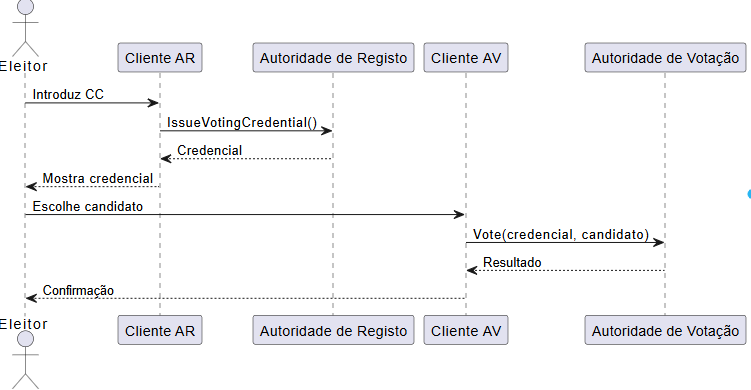 Eleitor
Cliente AR
Autoridade de Registo
Cliente AV
Autoridade de Votação
Introduz CC
IssueVotingCredential()
Credencial
Mostra credencial
Escolhe candidato
Vote(credencial, candidato)
Resultado
Confirmação
Eleitor
Cliente AR
Autoridade de Registo
Cliente AV
Autoridade de Votação